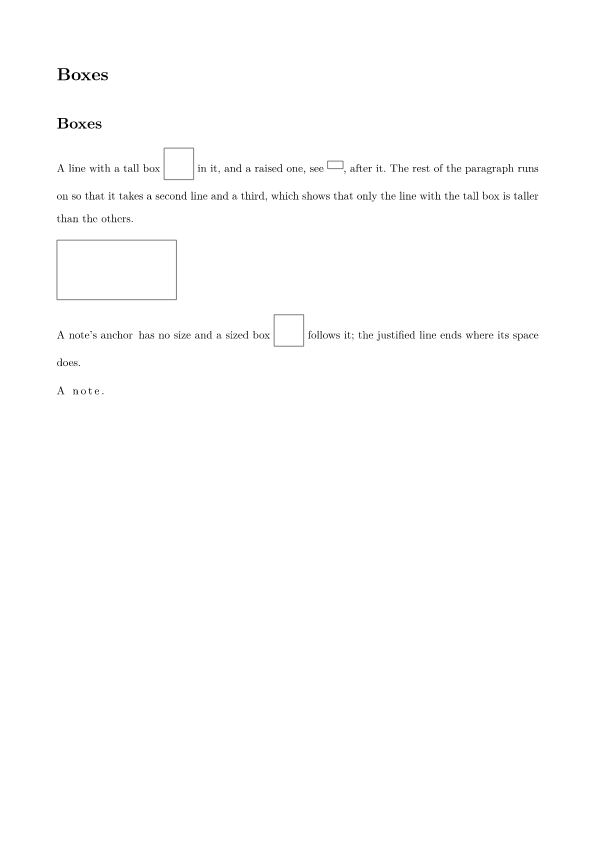 Boxes
Boxes
A line with a tall box in it, and a raised one, see , after it. The rest of the paragraph runs
on so that it takes a second line and a third, which shows that only the line with the tall box is taller
than the others.
A note's anchor has no size and a sized box follows it; the justified line ends where its space
does.
A note.